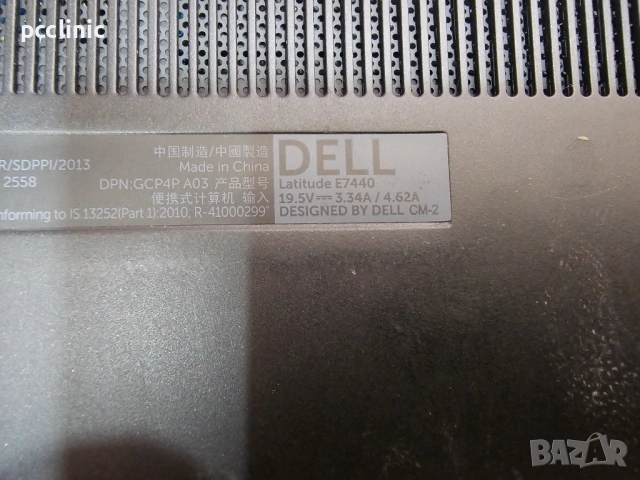 pcclinic
R/SDPPI/2013
2558
nforming to IS 13252(Part 1):2010, R-41000299
中国制造/中國製造
Made in China
DPN:GCP4P A03 产品型号
便携式计算机 输入
DELL
Latitude E7440
19.5V⎓3.34A / 4.62A
DESIGNED BY DELL CM-2
BAZAR